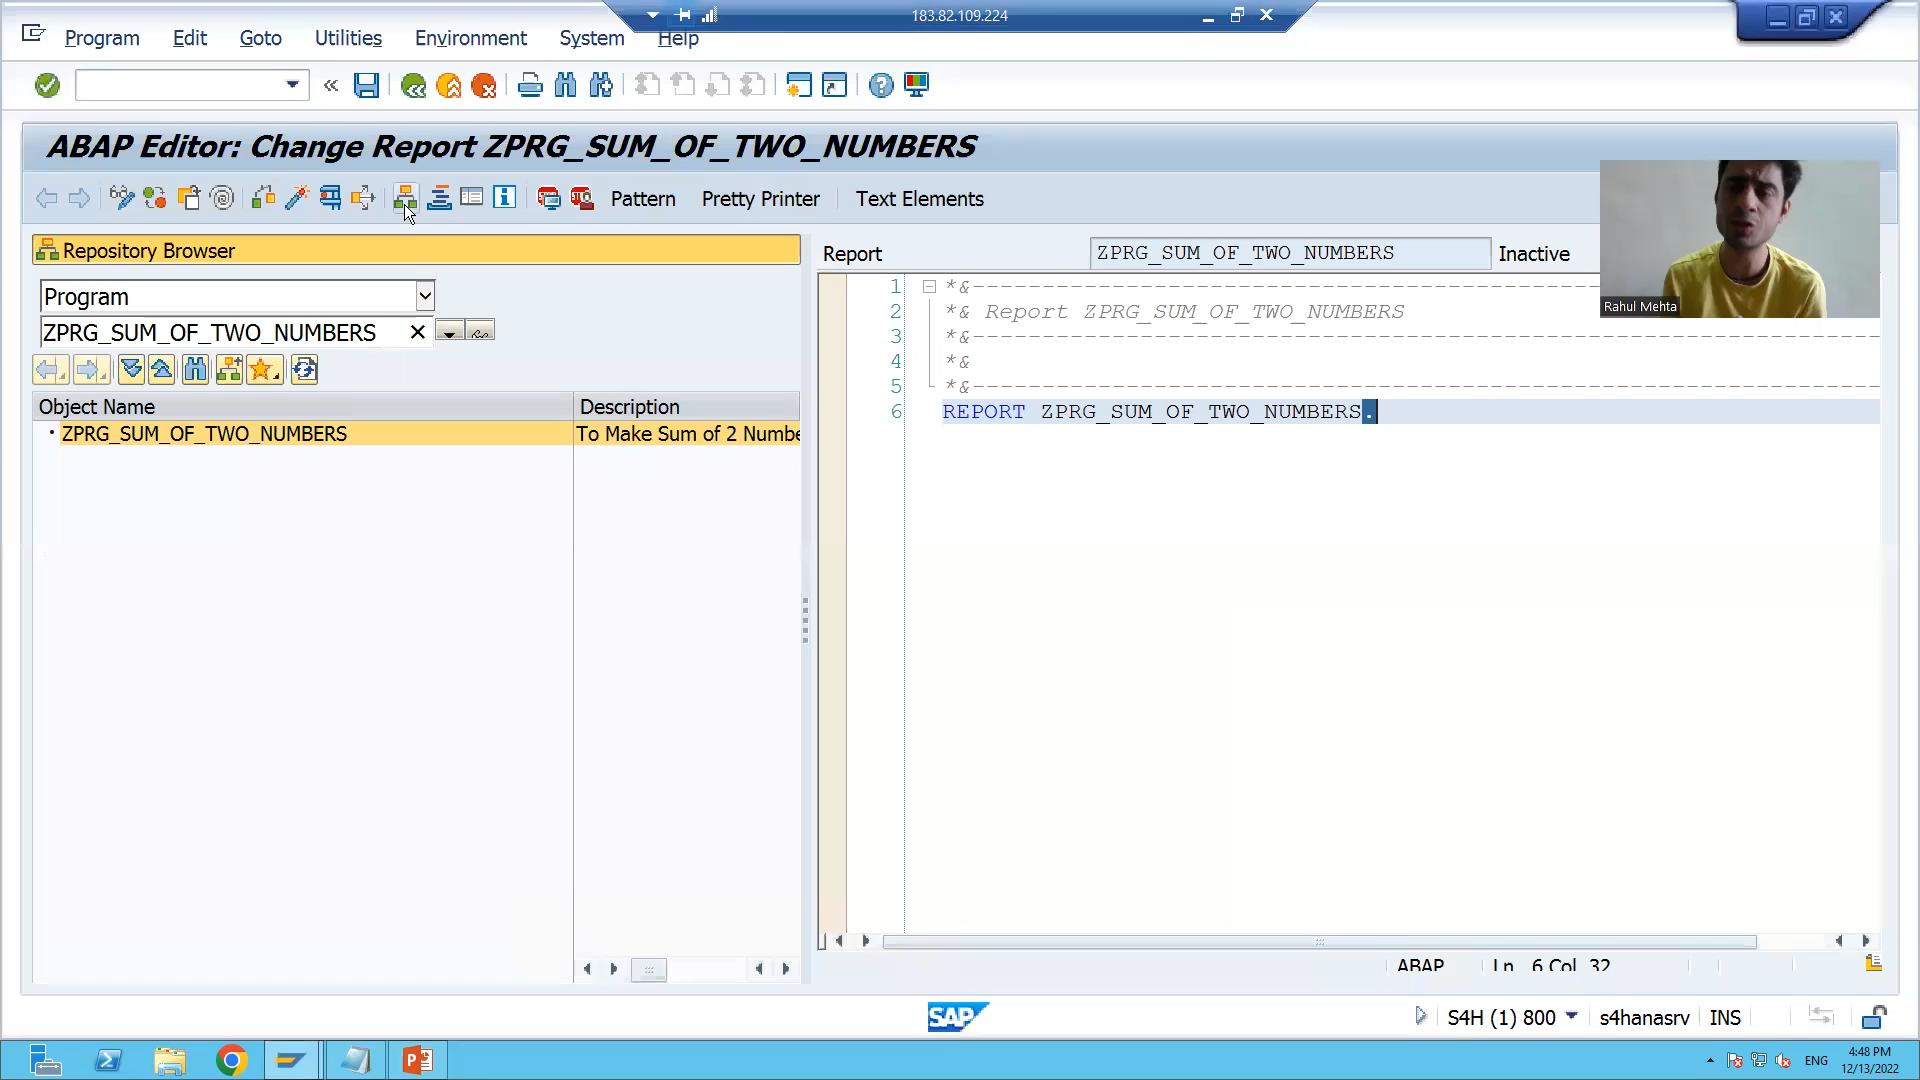 183.82.109.224
Program Edit Goto Utilities Environment System Help
ABAP Editor: Change Report ZPRG_SUM_OF_TWO_NUMBERS
Pattern Pretty Printer Text Elements
Repository Browser
Program
ZPRG_SUM_OF_TWO_NUMBERS
Object Name Description
ZPRG_SUM_OF_TWO_NUMBERS To Make Sum of 2 Numbe
Report ZPRG_SUM_OF_TWO_NUMBERS Inactive
Rahul Mehta
1 *&---------------------------------------------------------------------
2 *& Report ZPRG_SUM_OF_TWO_NUMBERS
3 *&---------------------------------------------------------------------
4 *&
5 *&---------------------------------------------------------------------
6 REPORT ZPRG_SUM_OF_TWO_NUMBERS.
ABAP Ln 6 Col 32
SAP S4H (1) 800 s4hanasrv INS
ENG 4:48 PM
12/13/2022